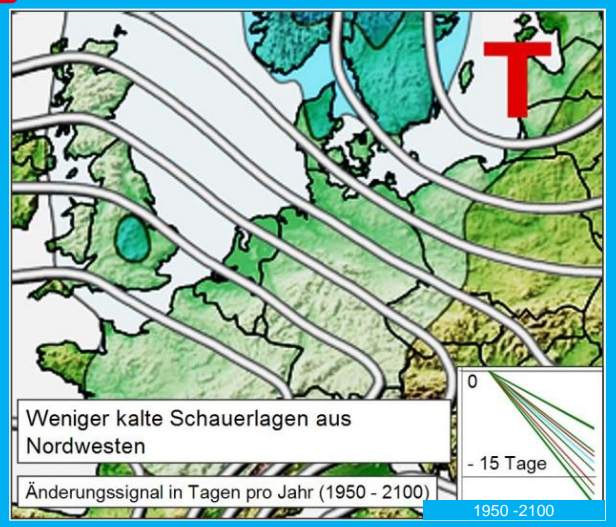 T
Weniger kalte Schauerlagen aus
Nordwesten
Änderungssignal in Tagen pro Jahr (1950 - 2100)
0
- 15 Tage
1950 -2100